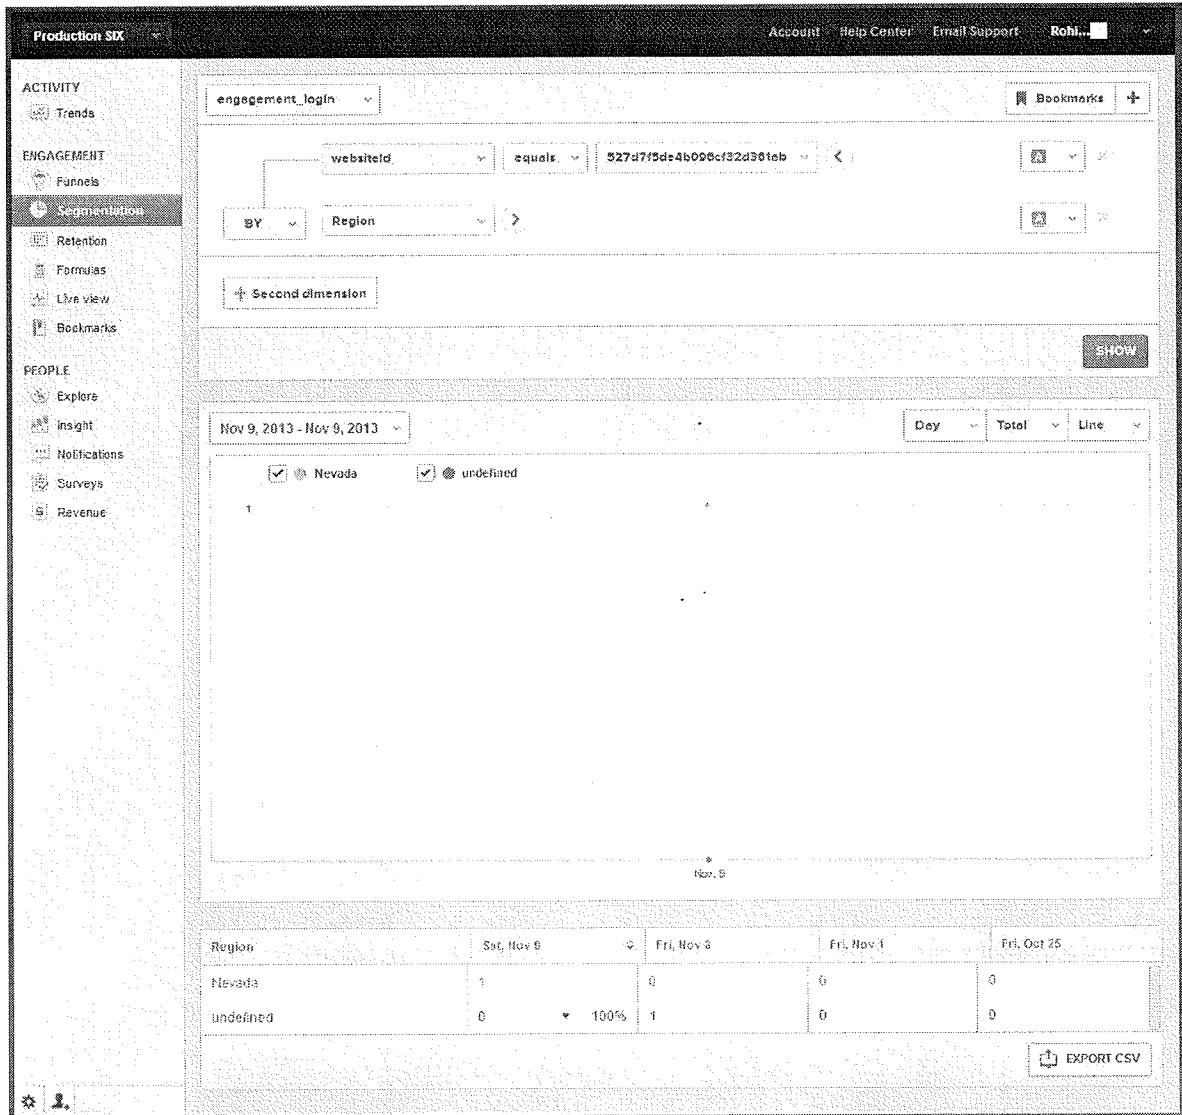 Production SIX
Account Help Center Email Support Rohi...
ACTIVITY
Trends
ENGAGEMENT
Funnels
Segmentation
Retention
Formulas
Live view
Bookmarks
PEOPLE
Explore
Insight
Notifications
Surveys
Revenue
engagement_login
Bookmarks
websiteId equals
BY Region
Second dimension
SHOW
Nov 9, 2013 - Nov 9, 2013
Day Total Line
Nevada undefined
1
Nov. 9
Region Sat, Nov 9 Fri, Nov 8 Fri, Nov 1 Fri, Oct 25
Nevada 1 0 0 0
undefined 0 100% 1 0 0
EXPORT CSV